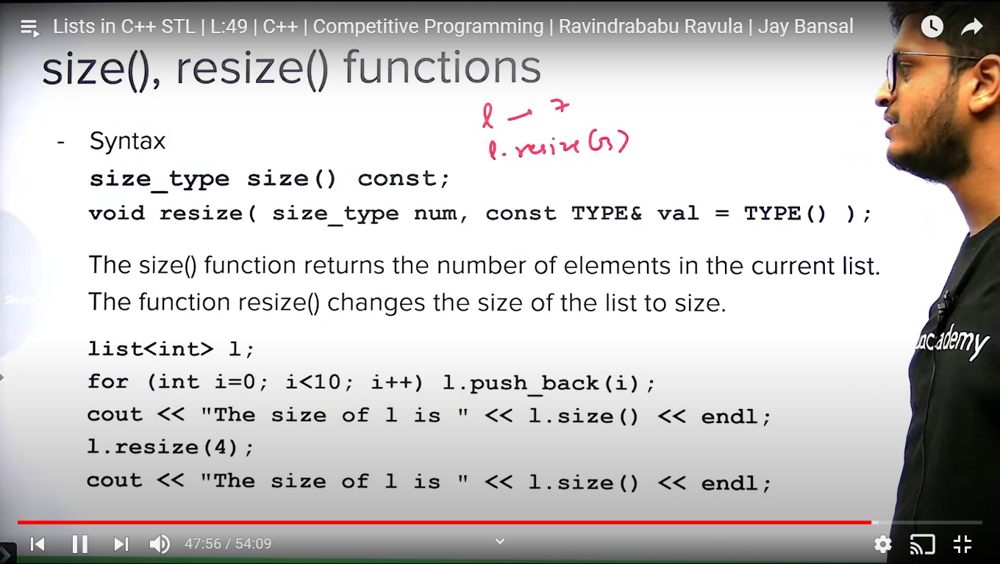 Lists in C++ STL | L:49 | C++ | Competitive Programming | Ravindrababu Ravula | Jay Bansal
size(), resize() functions
l → 7
l.resize(3)
- Syntax
size_type size() const;
void resize( size_type num, const TYPE& val = TYPE() );
The size() function returns the number of elements in the current list.
The function resize() changes the size of the list to size.
list<int> l;
for (int i=0; i<10; i++) l.push_back(i);
cout << "The size of l is " << l.size() << endl;
l.resize(4);
cout << "The size of l is " << l.size() << endl;
unacademy
47:56 / 54:09